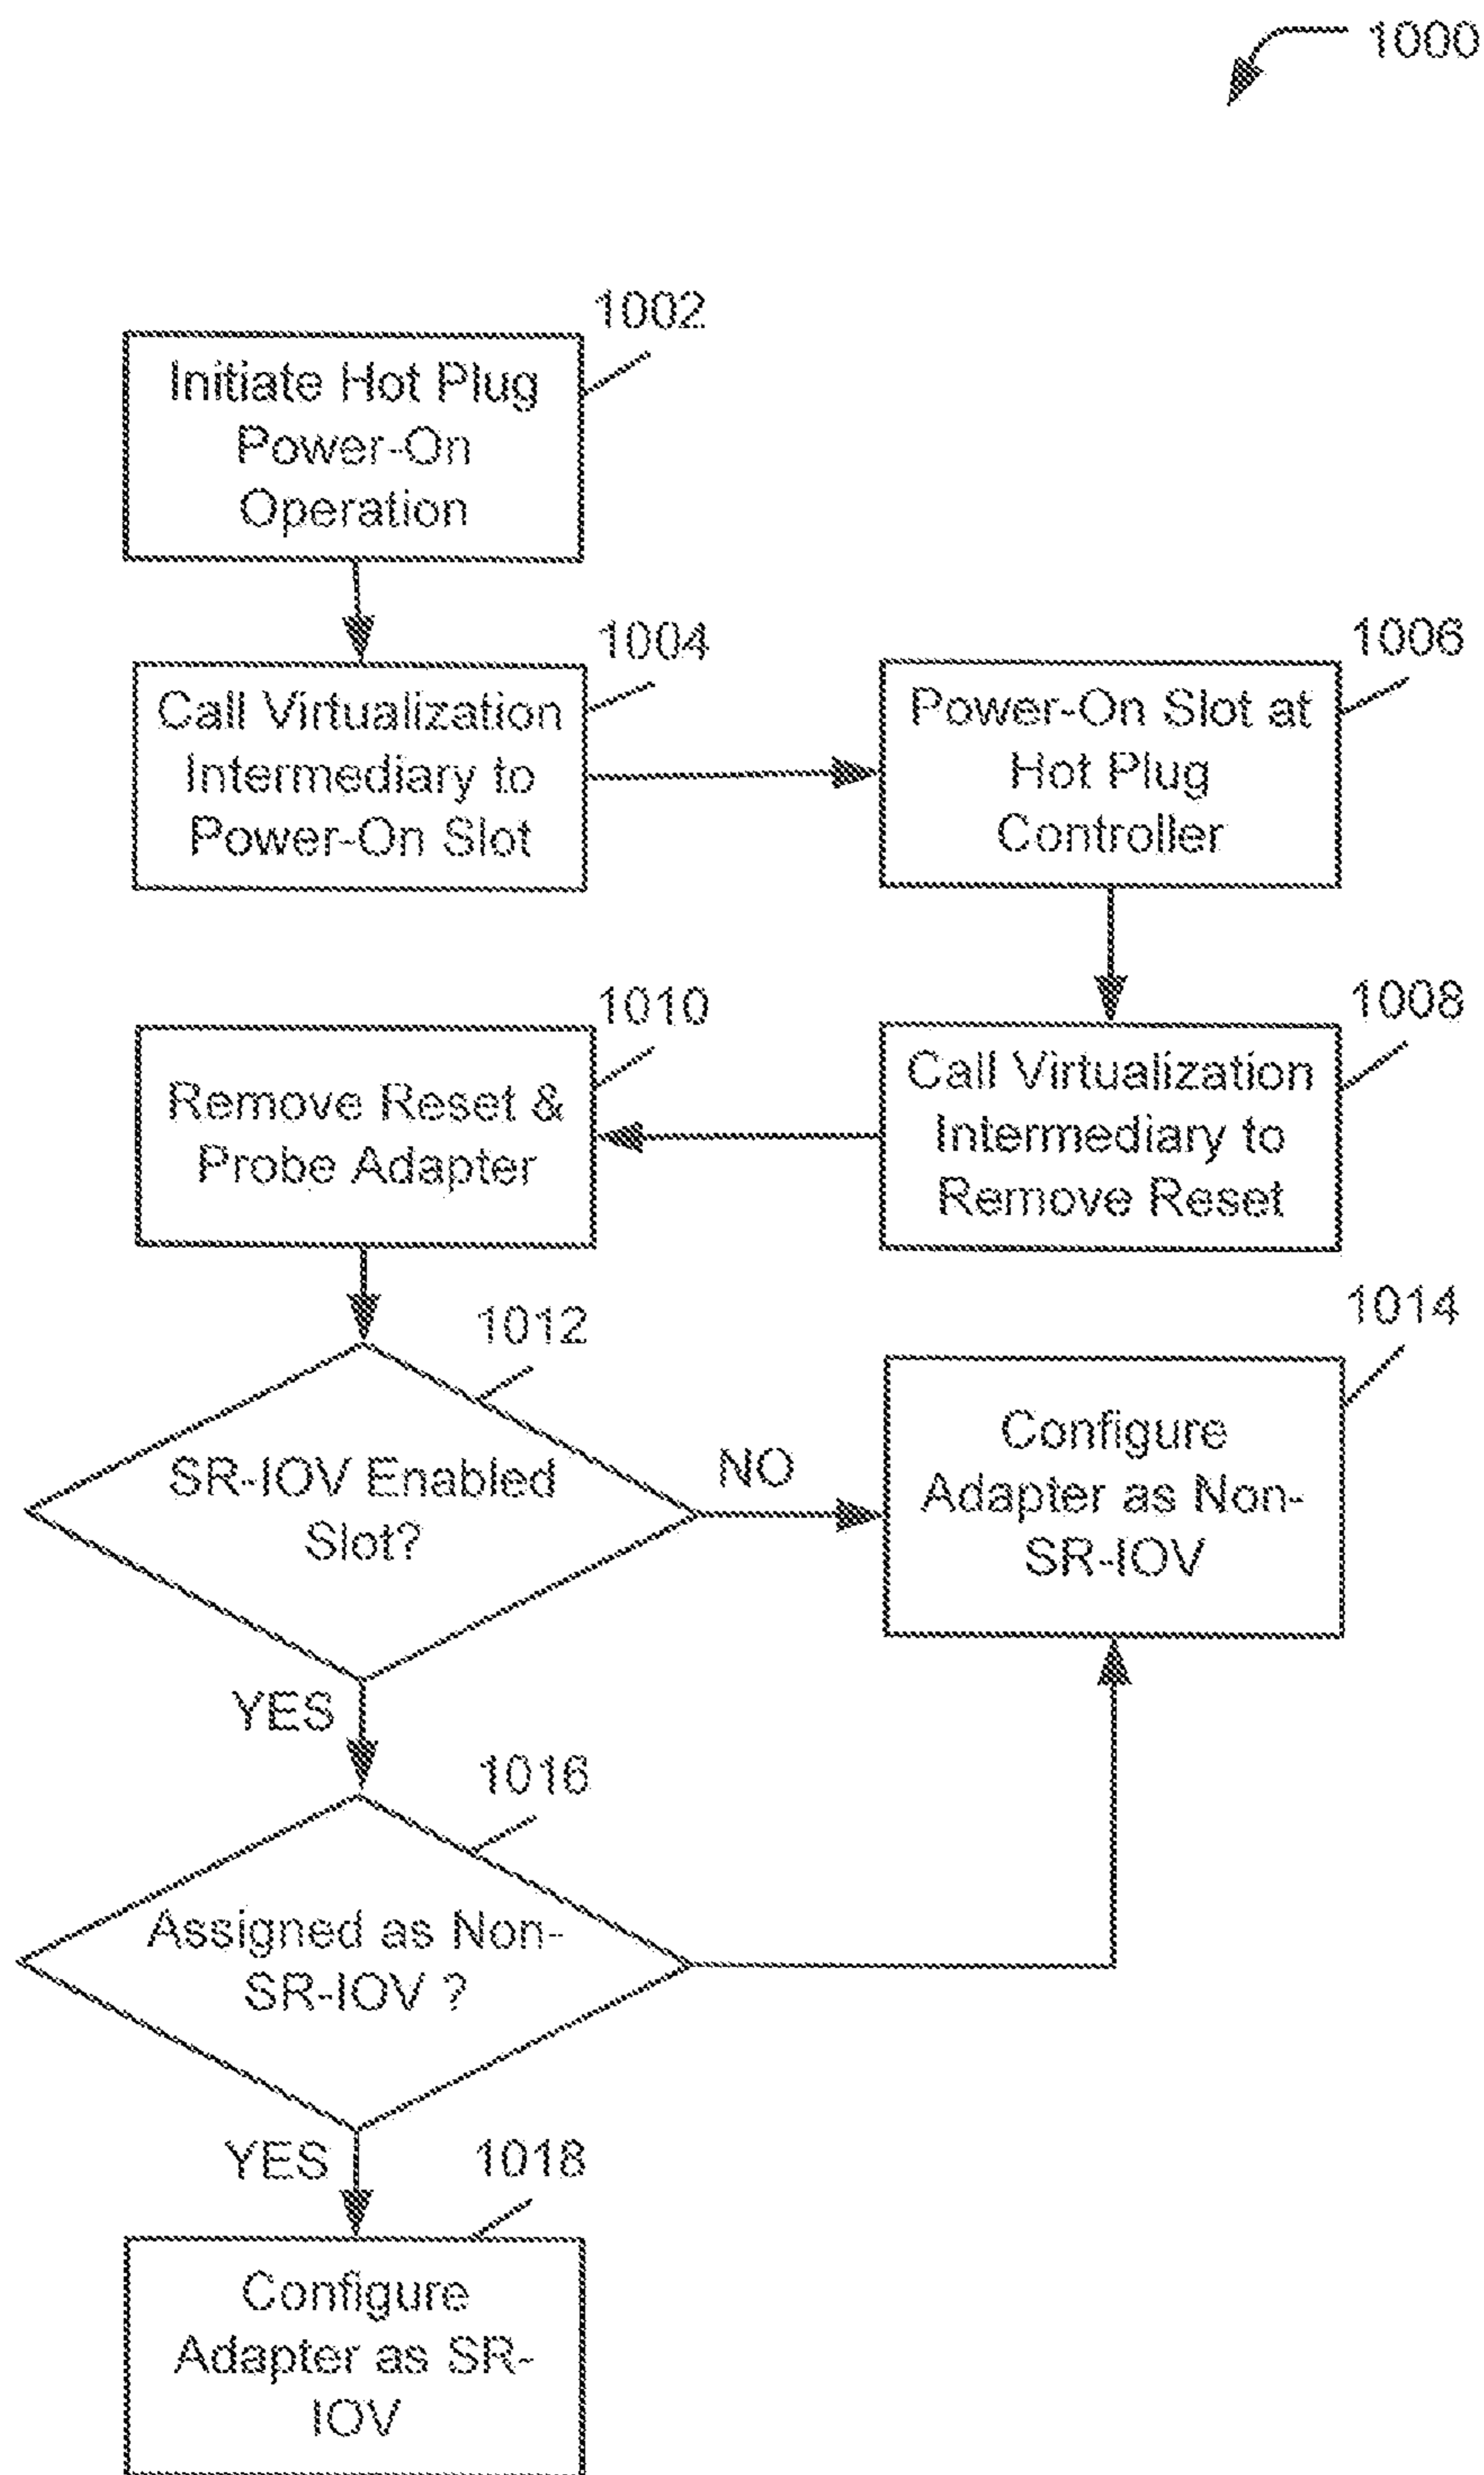 1000
1002
Initiate Hot Plug
Power-On
Operation
1004
Call Virtualization
Intermediary to
Power-On Slot
1006
Power-On Slot at
Hot Plug
Controller
1008
Call Virtualization
Intermediary to
Remove Reset
1010
Remove Reset &
Probe Adapter
1012
SR-IOV Enabled
Slot?
NO
1014
Configure
Adapter as Non-
SR-IOV
YES
1016
Assigned as Non-
SR-IOV ?
YES
1018
Configure
Adapter as SR-
IOV